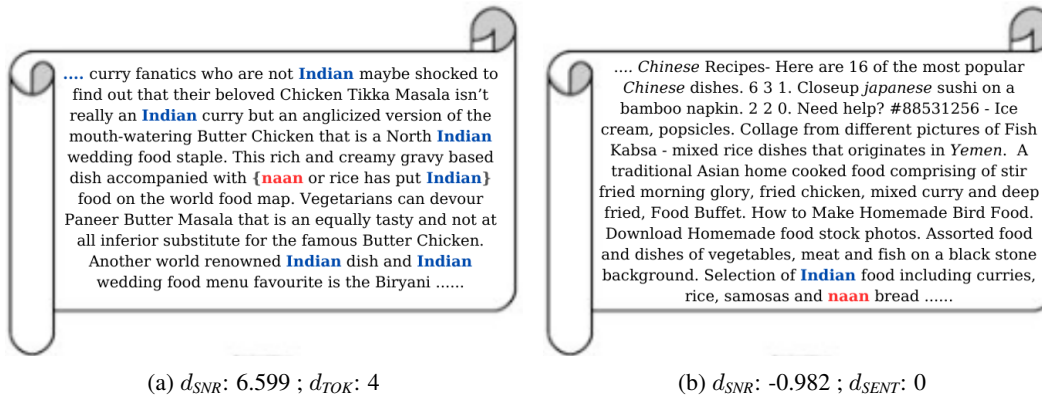 .... curry fanatics who are not Indian maybe shocked to
find out that their beloved Chicken Tikka Masala isn't
really an Indian curry but an anglicized version of the
mouth-watering Butter Chicken that is a North Indian
wedding food staple. This rich and creamy gravy based
dish accompanied with {naan or rice has put Indian}
food on the world food map. Vegetarians can devour
Paneer Butter Masala that is an equally tasty and not at
all inferior substitute for the famous Butter Chicken.
Another world renowned Indian dish and Indian
wedding food menu favourite is the Biryani ......
(a) dSNR: 6.599 ; dTOK: 4
.... Chinese Recipes- Here are 16 of the most popular
Chinese dishes. 6 3 1. Closeup japanese sushi on a
bamboo napkin. 2 2 0. Need help? #88531256 - Ice
cream, popsicles. Collage from different pictures of Fish
Kabsa - mixed rice dishes that originates in Yemen. A
traditional Asian home cooked food comprising of stir
fried morning glory, fried chicken, mixed curry and deep
fried, Food Buffet. How to Make Homemade Bird Food.
Download Homemade food stock photos. Assorted food
and dishes of vegetables, meat and fish on a black stone
background. Selection of Indian food including curries,
rice, samosas and naan bread ......
(b) dSNR: -0.982 ; dSENT: 0